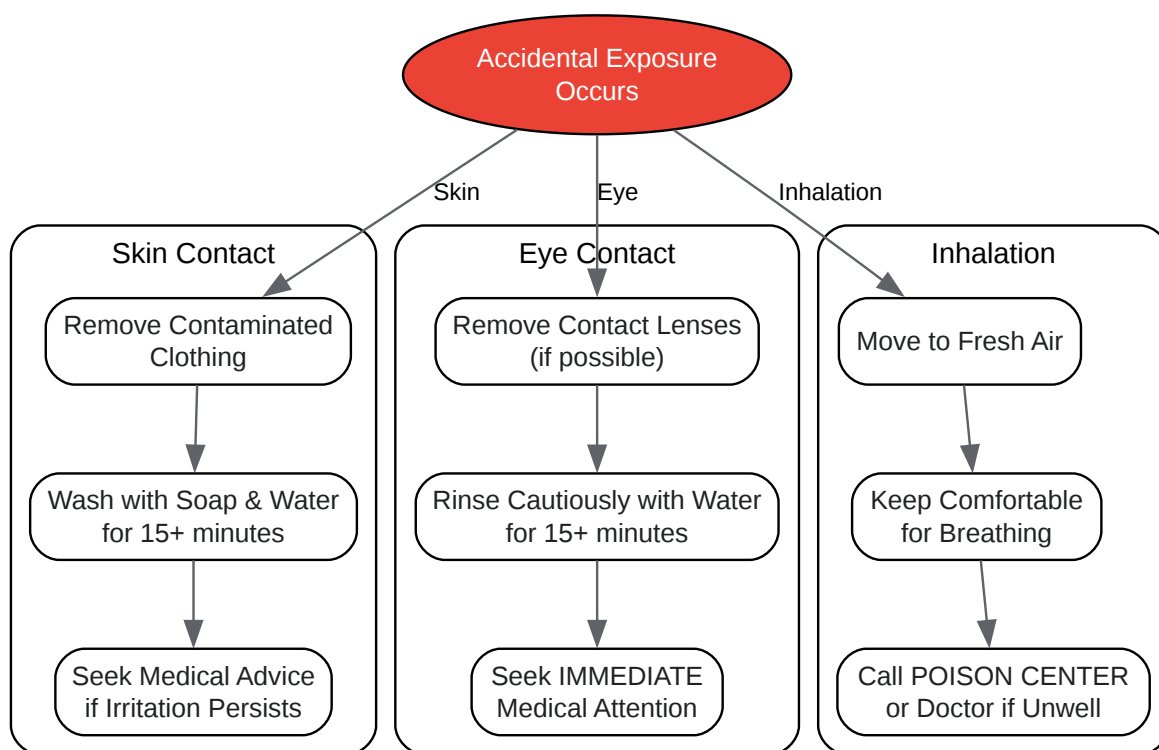 Accidental Exposure
Occurs
Skin
Eye
Inhalation
Skin Contact
Remove Contaminated
Clothing
Wash with Soap & Water
for 15+ minutes
Seek Medical Advice
if Irritation Persists
Eye Contact
Remove Contact Lenses
(if possible)
Rinse Cautiously with Water
for 15+ minutes
Seek IMMEDIATE
Medical Attention
Inhalation
Move to Fresh Air
Keep Comfortable
for Breathing
Call POISON CENTER
or Doctor if Unwell